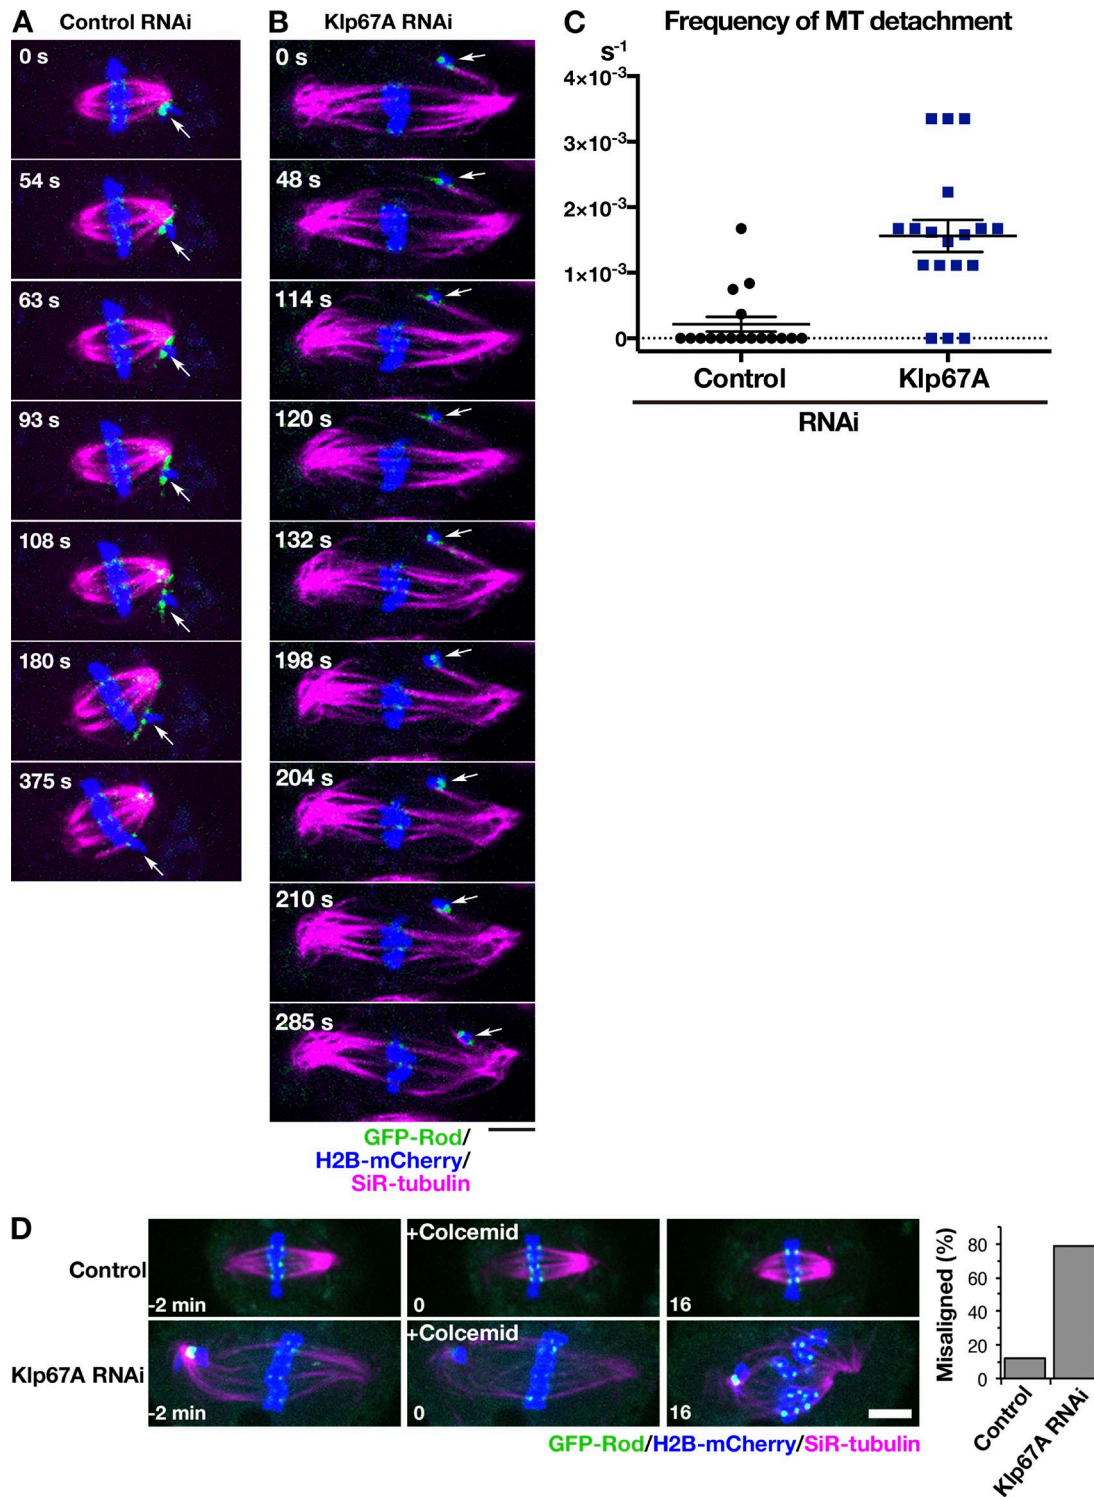 A Control RNAi
0 s
54 s
63 s
93 s
108 s
180 s
375 s
B Klp67A RNAi
0 s
48 s
114 s
120 s
132 s
198 s
204 s
210 s
285 s
GFP-Rod/
H2B-mCherry/
SiR-tubulin
C Frequency of MT detachment
s-1
4×10-3
3×10-3
2×10-3
1×10-3
0
Control Klp67A
RNAi
D
Control
-2 min
+Colcemid
0
16
Klp67A RNAi
-2 min
+Colcemid
0
16
GFP-Rod/H2B-mCherry/SiR-tubulin
Misaligned (%)
80
60
40
20
0
Control
Klp67A RNAi